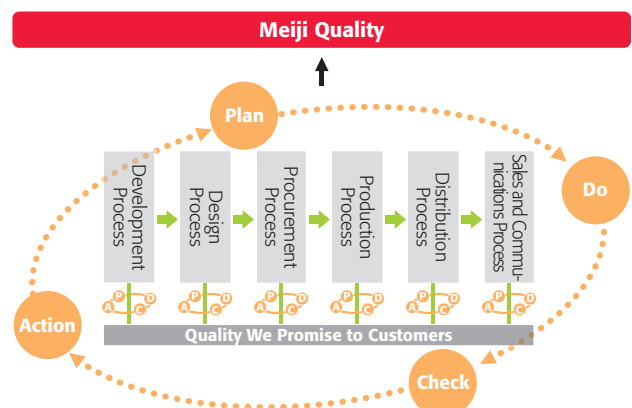 Meiji Quality
Plan
Do
Development
Process
Design
Process
Procurement
Process
Production
Process
Distribution
Process
Sales and Commu-
nications Process
P D
A C
P D
A C
P D
A C
P D
A C
P D
A C
P D
A C
Action
Quality We Promise to Customers
Check